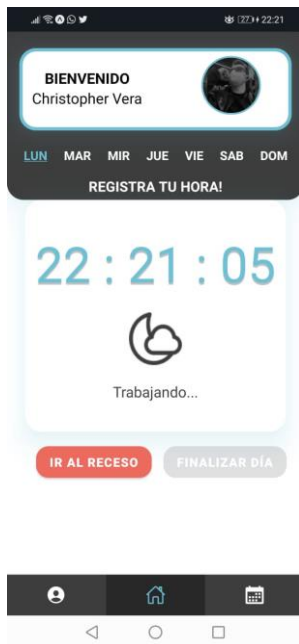 27 22:21
BIENVENIDO
Christopher Vera
LUN MAR MIR JUE VIE SAB DOM
REGISTRA TU HORA!
22 : 21 : 05
Trabajando...
IR AL RECESO FINALIZAR DÍA